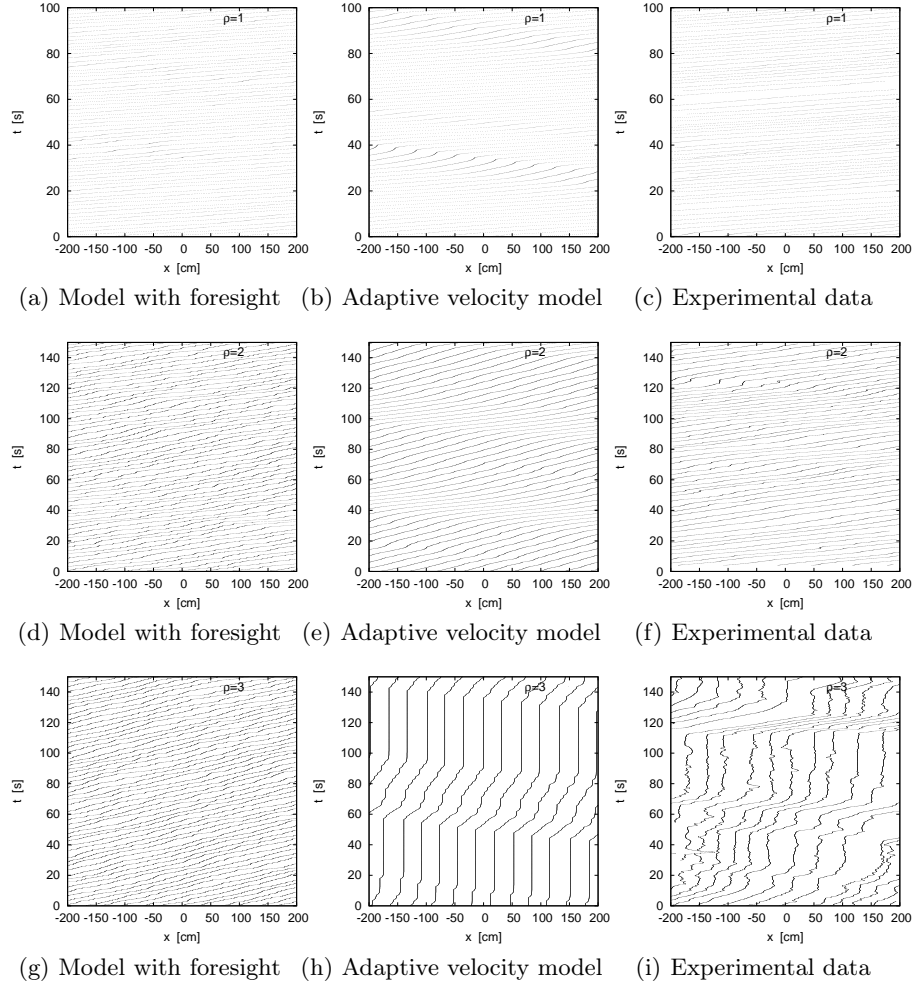 ρ=1
ρ=1
ρ=1
100
80
60
40
20
0
t [s]
-200 -150 -100 -50 0 50 100 150 200
x [cm]
100
80
60
40
20
0
t [s]
-200 -150 -100 -50 0 50 100 150 200
x [cm]
100
80
60
40
20
0
t [s]
-200 -150 -100 -50 0 50 100 150 200
x [cm]
(a) Model with foresight (b) Adaptive velocity model (c) Experimental data
ρ=2
ρ=2
ρ=2
140
120
100
80
60
40
20
0
t [s]
-200 -150 -100 -50 0 50 100 150 200
x [cm]
140
120
100
80
60
40
20
0
t [s]
-200 -150 -100 -50 0 50 100 150 200
x [cm]
140
120
100
80
60
40
20
0
t [s]
-200 -150 -100 -50 0 50 100 150 200
x [cm]
(d) Model with foresight (e) Adaptive velocity model (f) Experimental data
ρ=3
ρ=3
ρ=3
140
120
100
80
60
40
20
0
t [s]
-200 -150 -100 -50 0 50 100 150 200
x [cm]
140
120
100
80
60
40
20
0
t [s]
-200 -150 -100 -50 0 50 100 150 200
x [cm]
140
120
100
80
60
40
20
0
t [s]
-200 -150 -100 -50 0 50 100 150 200
x [cm]
(g) Model with foresight (h) Adaptive velocity model (i) Experimental data